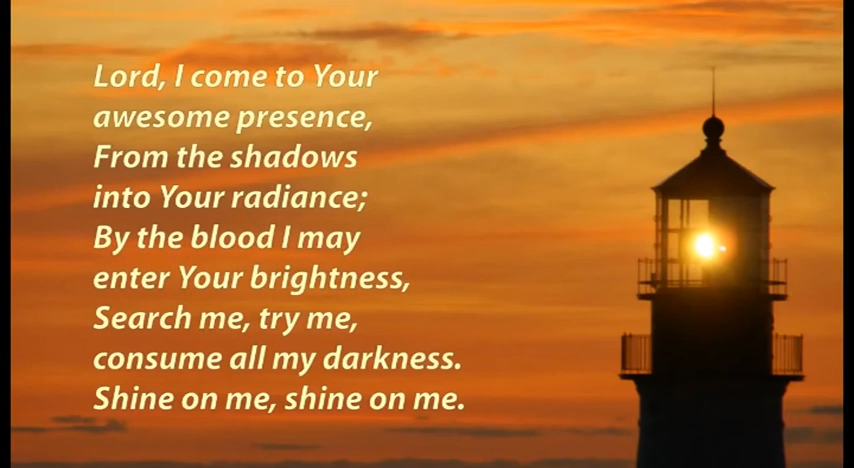 Lord, I come to Your
awesome presence,
From the shadows
into Your radiance;
By the blood I may
enter Your brightness,
Search me, try me,
consume all my darkness.
Shine on me, shine on me.